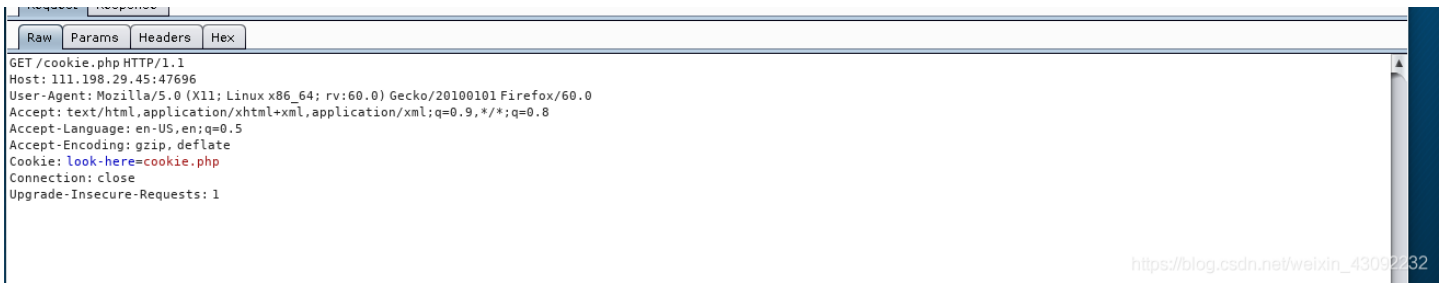 Request Response
Raw Params Headers Hex
GET /cookie.php HTTP/1.1
Host: 111.198.29.45:47696
User-Agent: Mozilla/5.0 (X11; Linux x86_64; rv:60.0) Gecko/20100101 Firefox/60.0
Accept: text/html,application/xhtml+xml,application/xml;q=0.9,*/*;q=0.8
Accept-Language: en-US,en;q=0.5
Accept-Encoding: gzip, deflate
Cookie: look-here=cookie.php
Connection: close
Upgrade-Insecure-Requests: 1
https://blog.csdn.net/weixin_43092232